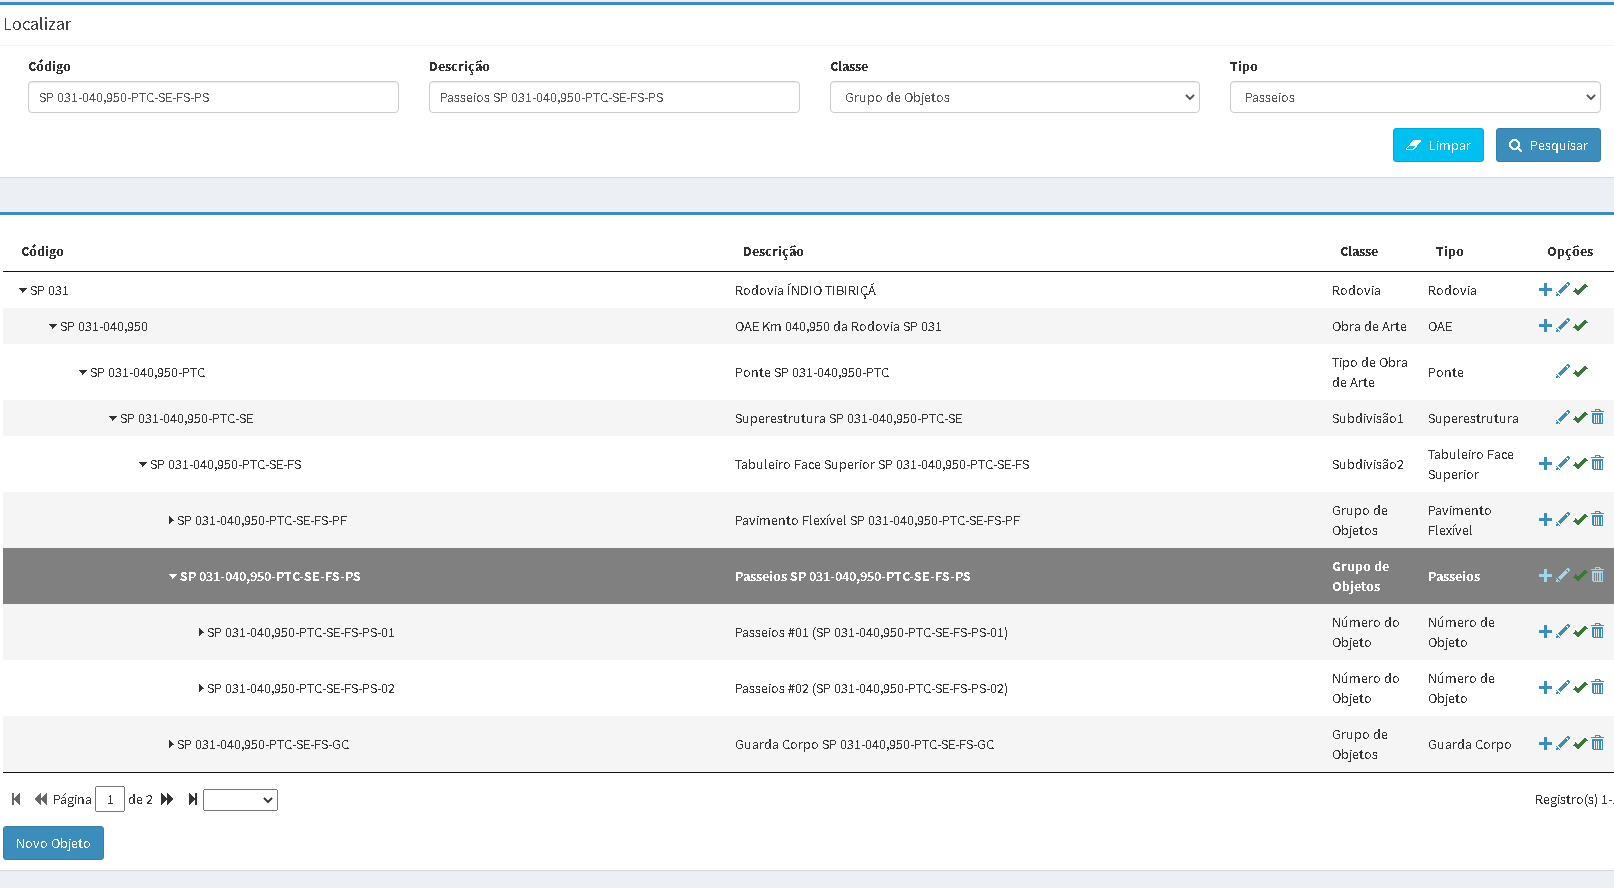 Localizar
Código Descrição Classe Tipo
SP 031-040,950-PTC-SE-FS-PS Passeios SP 031-040,950-PTC-SE-FS-PS Grupo de Objetos Passeios
Limpar Pesquisar
Código Descrição Classe Tipo Opções
SP 031 Rodovia ÍNDIO TIBIRIÇÁ Rodovia Rodovia
SP 031-040,950 OAE Km 040,950 da Rodovia SP 031 Obra de Arte OAE
SP 031-040,950-PTC Ponte SP 031-040,950-PTC Tipo de Obra de Arte Ponte
SP 031-040,950-PTC-SE Superestrutura SP 031-040,950-PTC-SE Subdivisão1 Superestrutura
SP 031-040,950-PTC-SE-FS Tabuleiro Face Superior SP 031-040,950-PTC-SE-FS Subdivisão2 Tabuleiro Face Superior
SP 031-040,950-PTC-SE-FS-PF Pavimento Flexível SP 031-040,950-PTC-SE-FS-PF Grupo de Objetos Pavimento Flexível
SP 031-040,950-PTC-SE-FS-PS Passeios SP 031-040,950-PTC-SE-FS-PS Grupo de Objetos Passeios
SP 031-040,950-PTC-SE-FS-PS-01 Passeios #01 (SP 031-040,950-PTC-SE-FS-PS-01) Número do Objeto Número de Objeto
SP 031-040,950-PTC-SE-FS-PS-02 Passeios #02 (SP 031-040,950-PTC-SE-FS-PS-02) Número do Objeto Número de Objeto
SP 031-040,950-PTC-SE-FS-GC Guarda Corpo SP 031-040,950-PTC-SE-FS-GC Grupo de Objetos Guarda Corpo
Página 1 de 2 Registro(s) 1-
Novo Objeto